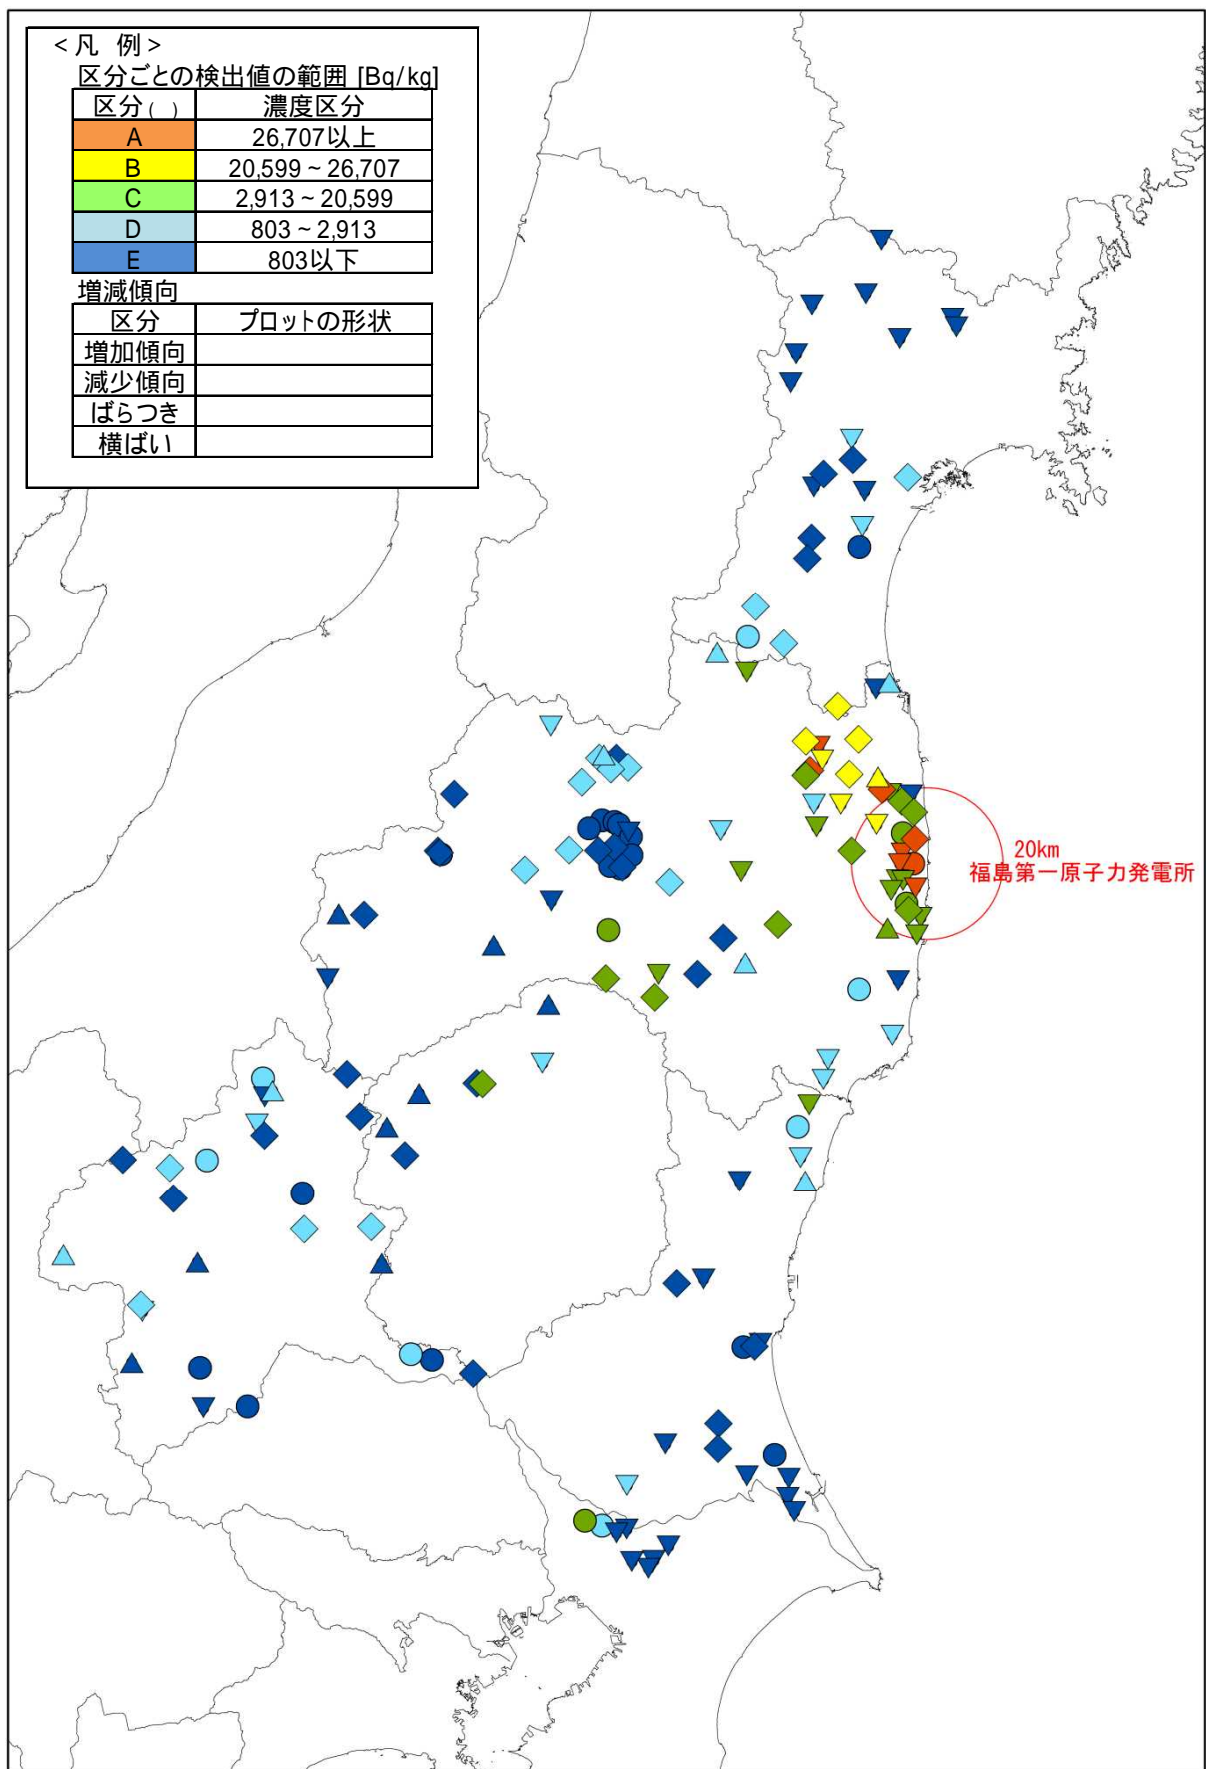 <凡 例>
区分ごとの検出値の範囲 [Bq/kg]
区分( ) 濃度区分
A 26,707以上
B 20,599~26,707
C 2,913~20,599
D 803~2,913
E 803以下
増減傾向
区分 プロットの形状
増加傾向
減少傾向
ばらつき
横ばい
20km
福島第一原子力発電所